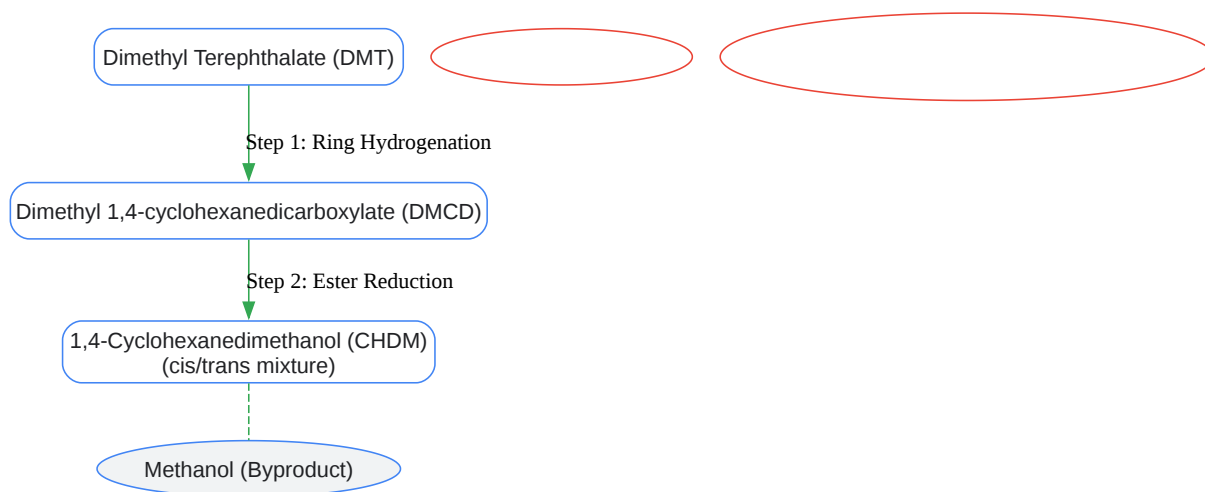 Dimethyl Terephthalate (DMT)
Step 1: Ring Hydrogenation
Dimethyl 1,4-cyclohexanedicarboxylate (DMCD)
Step 2: Ester Reduction
1,4-Cyclohexanedimethanol (CHDM)
(cis/trans mixture)
Methanol (Byproduct)